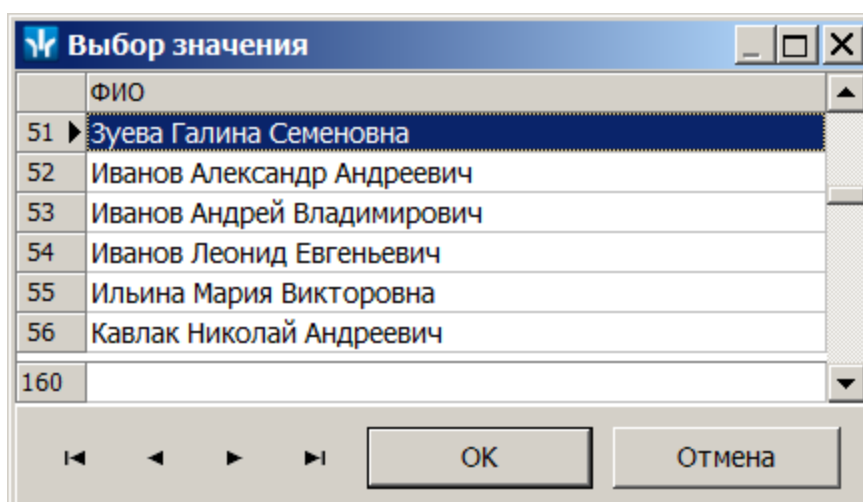 Выбор значения
ФИО
51 Зуева Галина Семеновна
52 Иванов Александр Андреевич
53 Иванов Андрей Владимирович
54 Иванов Леонид Евгеньевич
55 Ильина Мария Викторовна
56 Кавлак Николай Андреевич
160
OK Отмена